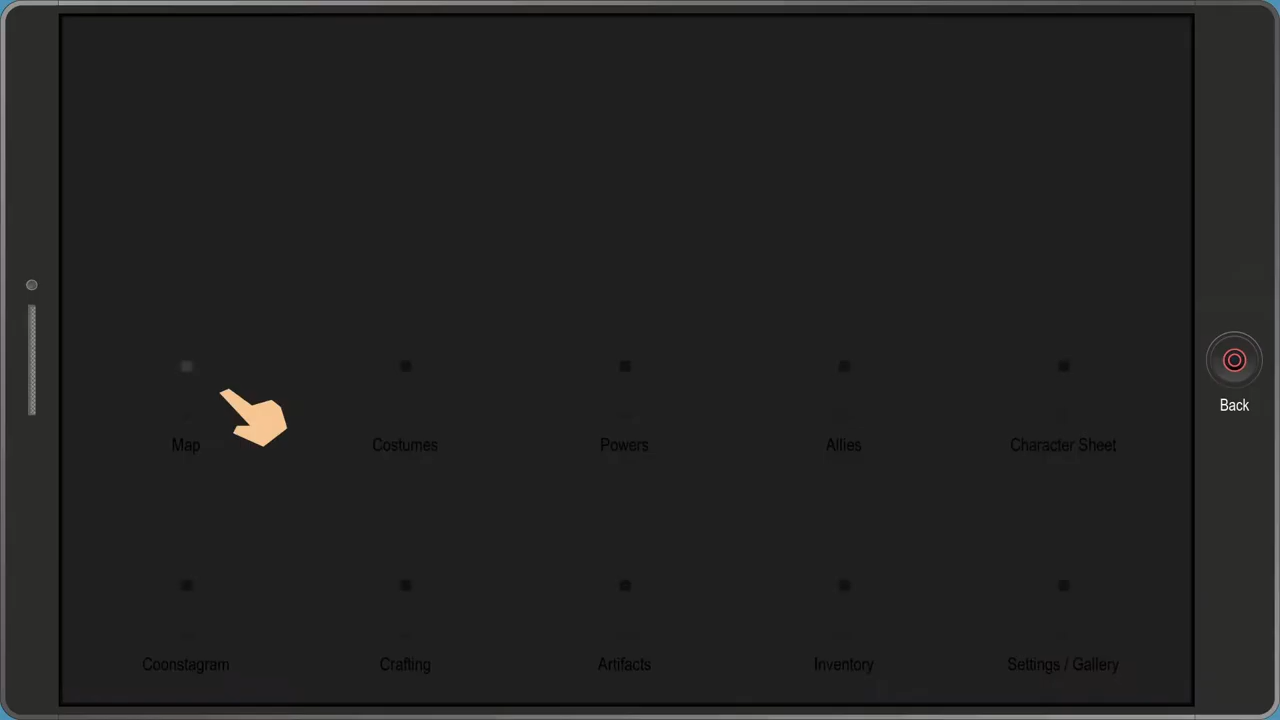 Back
Map Costumes Powers Allies Character Sheet
Coonstagram Crafting Artifacts Inventory Settings / Gallery